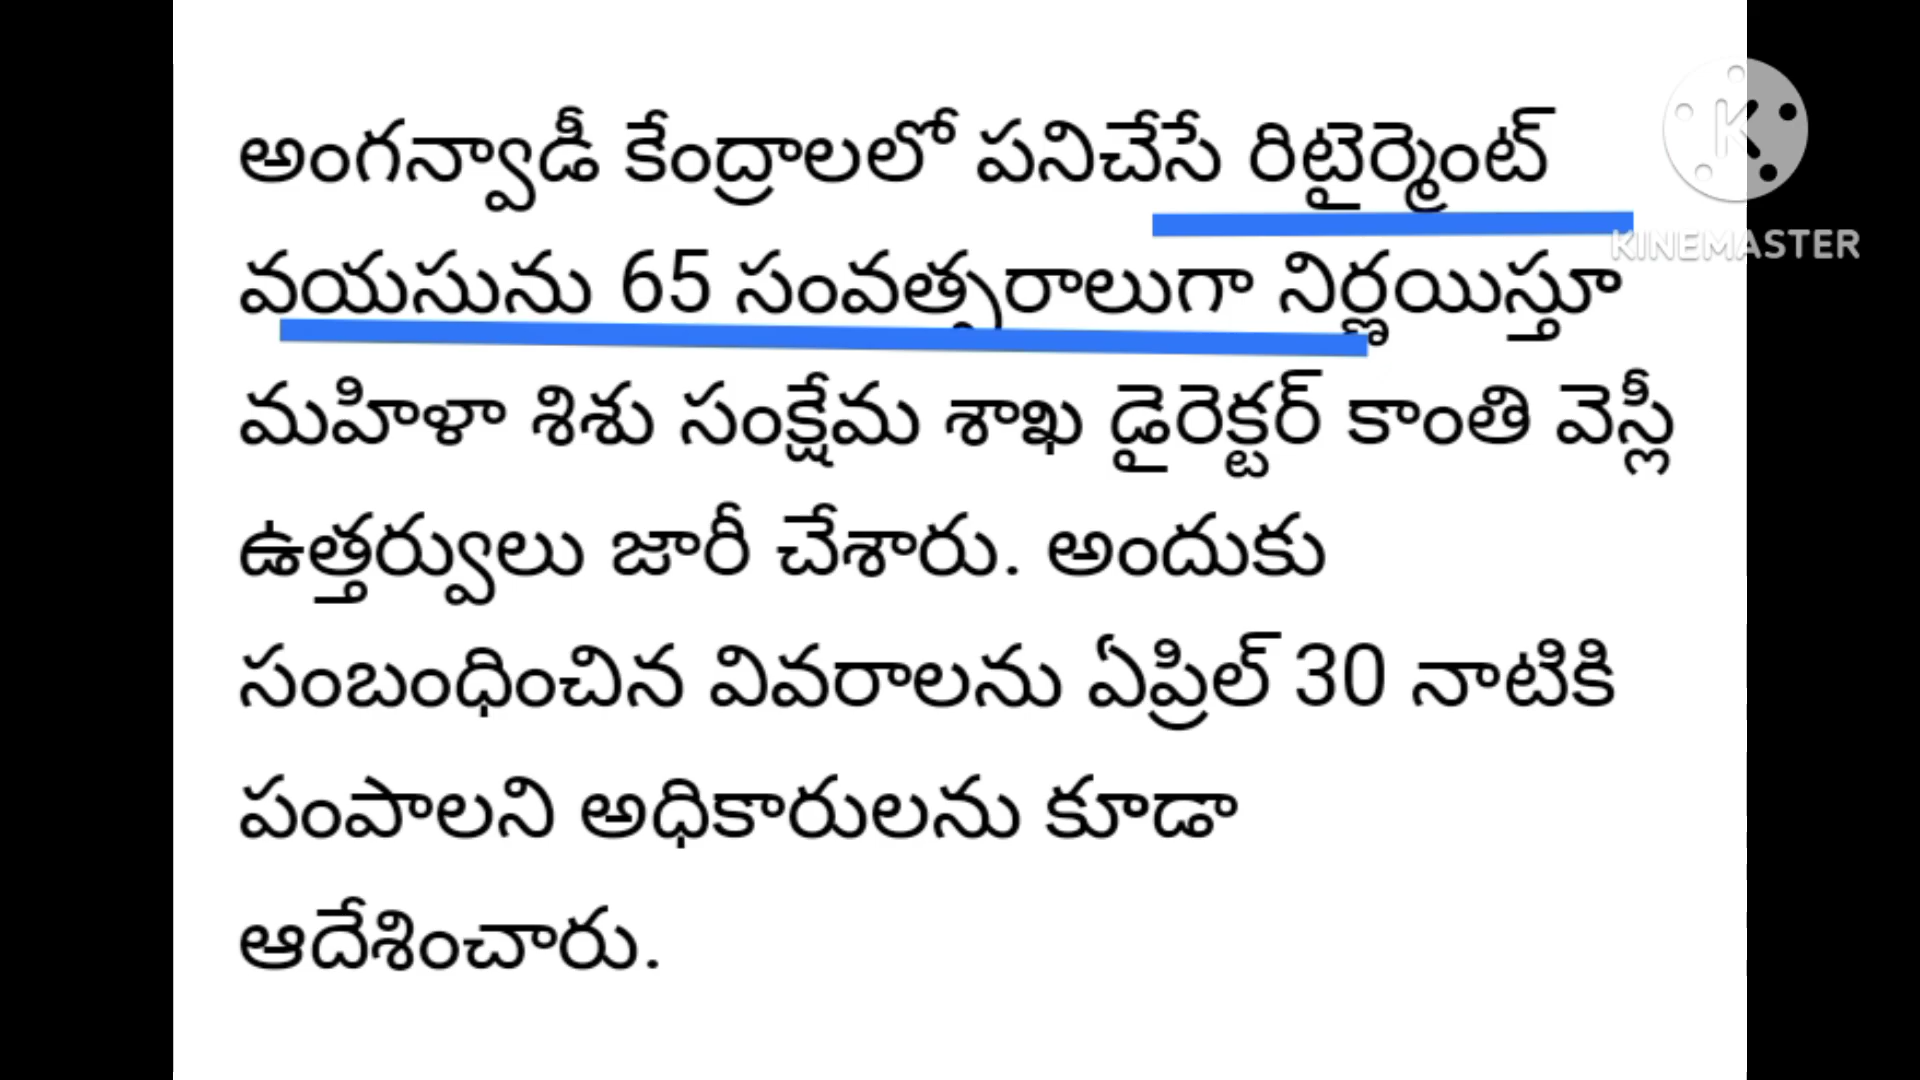 అంగన్వాడీ కేంద్రాలలో పనిచేసే రిటైర్మెంట్
వయసును 65 సంవత్సరాలుగా నిర్ణయిస్తూ
మహిళా శిశు సంక్షేమ శాఖ డైరెక్టర్ కాంతి వెస్లీ
ఉత్తర్వులు జారీ చేశారు. అందుకు
సంబంధించిన వివరాలను ఏప్రిల్ 30 నాటికి
పంపాలని అధికారులను కూడా
ఆదేశించారు.
K
KINEMASTER